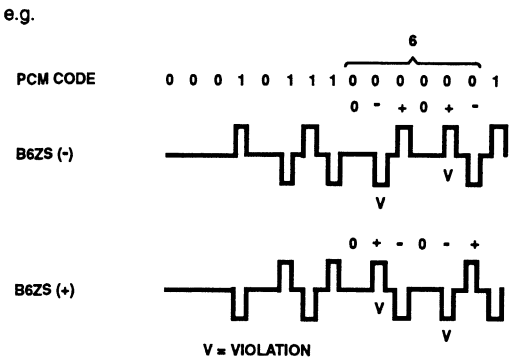 e.g.
6
PCM CODE 0 0 0 1 0 1 1 1 0 0 0 0 0 0 1
0 - + 0 + -
B6ZS (-)
V
V
0 + - 0 - +
B6ZS (+)
V
V
V = VIOLATION